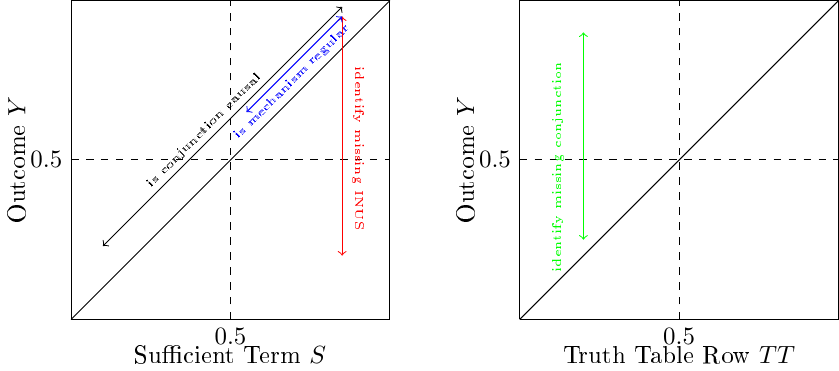 Outcome Y
0.5
is conjunction causal
is mechanism regular
identify missing INUS
0.5
Sufficient Term S
Outcome Y
0.5
identify missing conjunction
0.5
Truth Table Row TT